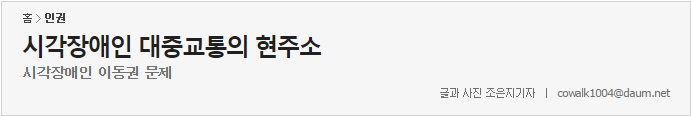 홈 > 인권
시각장애인 대중교통의 현주소
시각장애인 이동권 문제
글과 사진 조은지기자 | cowalk1004@daum.net